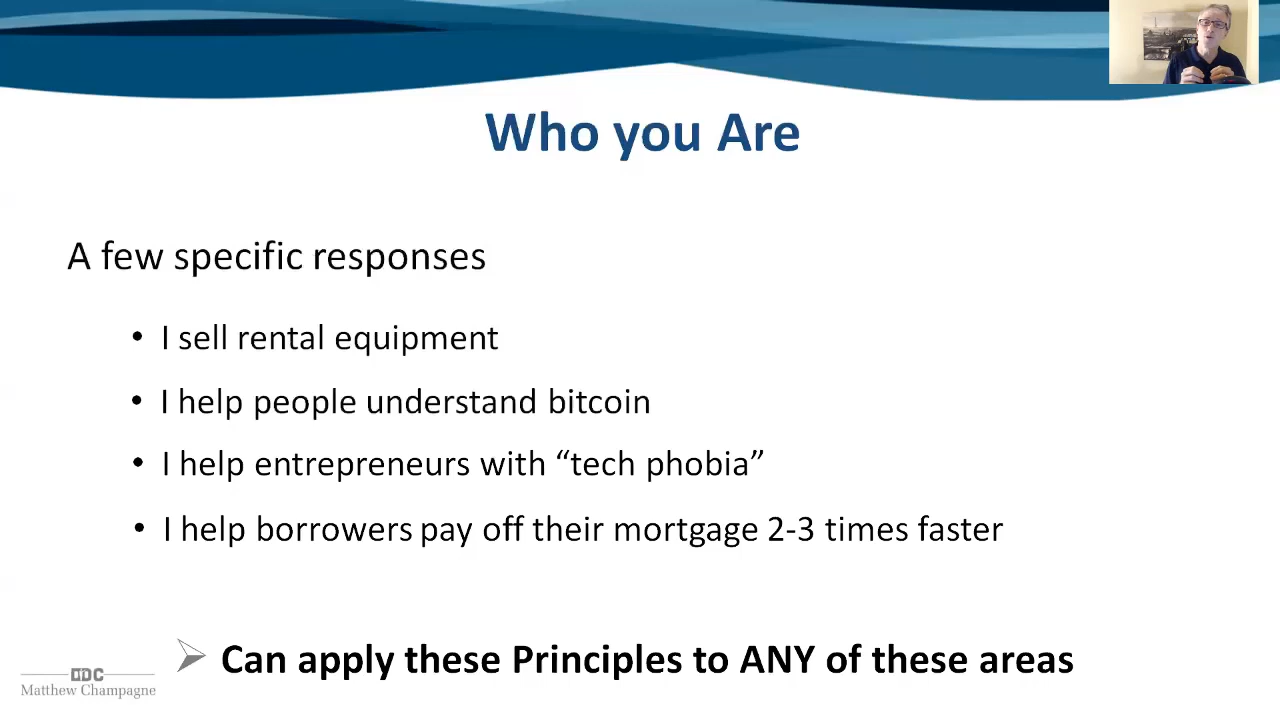 Who you Are
A few specific responses
• I sell rental equipment
• I help people understand bitcoin
• I help entrepreneurs with “tech phobia”
• I help borrowers pay off their mortgage 2-3 times faster
➢ Can apply these Principles to ANY of these areas
Matthew Champagne